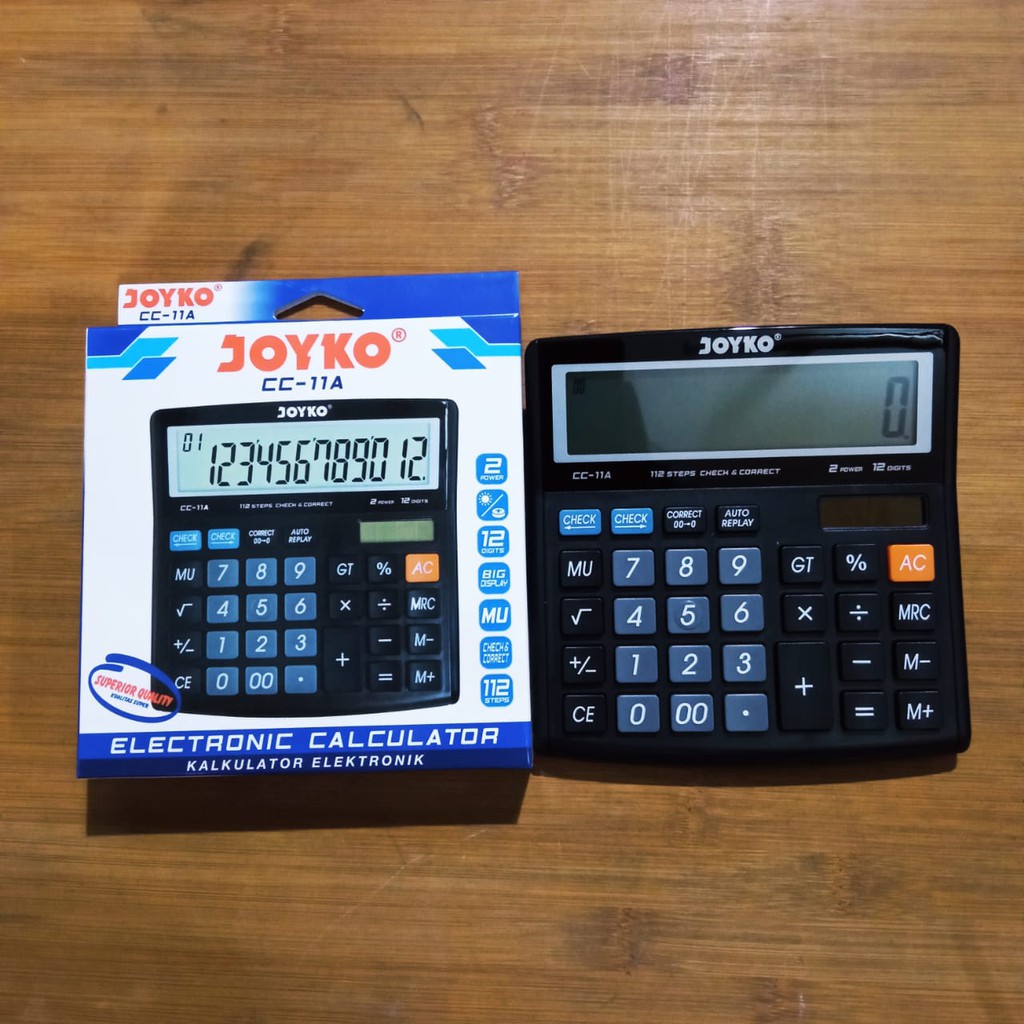 JOYKO®
CC-11A
JOYKO®
CC-11A
JOYKO®
01
123456789012.
CC-11A 112 STEPS CHECK & CORRECT 2 POWER 12 DIGITS
CHECK CHECK CORRECT 00→0 AUTO REPLAY
MU 7 8 9 GT % AC
√ 4 5 6 × ÷ MRC
+/- 1 2 3 + − M−
CE 0 00 · = M+
2 POWER
12 DIGITS
BIG DISPLAY
MU
CHECK & CORRECT
112 STEPS
SUPERIOR QUALITY
KUALITAS SUPER
ELECTRONIC CALCULATOR
KALKULATOR ELEKTRONIK
JOYKO®
0.
CC-11A 112 STEPS CHECK & CORRECT 2 POWER 12 DIGITS
CHECK CHECK CORRECT 00→0 AUTO REPLAY
MU 7 8 9 GT % AC
√ 4 5 6 × ÷ MRC
+/- 1 2 3 + − M−
CE 0 00 · = M+